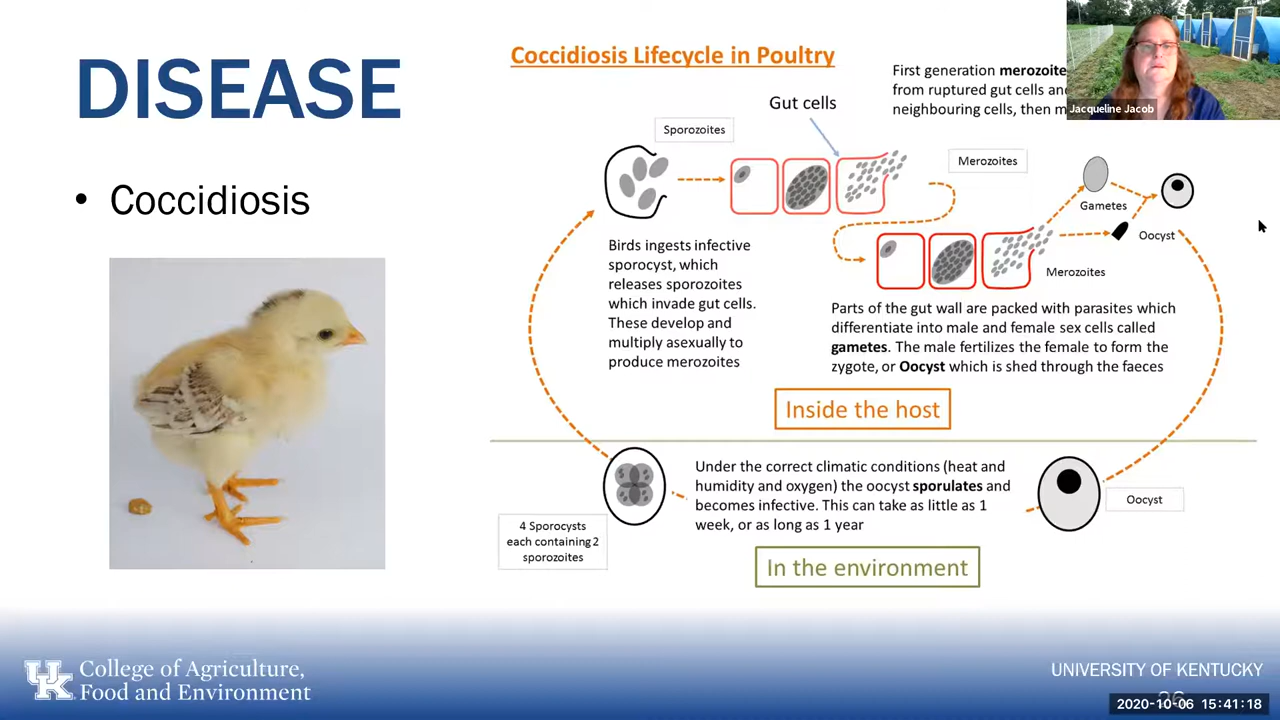 DISEASE
• Coccidiosis
Coccidiosis Lifecycle in Poultry
First generation merozoite
from ruptured gut cells and
neighbouring cells, then m
Jacqueline Jacob
Gut cells
Sporozoites
Merozoites
Gametes
Oocyst
Merozoites
Birds ingests infective
sporocyst, which
releases sporozoites
which invade gut cells.
These develop and
multiply asexually to
produce merozoites
Parts of the gut wall are packed with parasites which
differentiate into male and female sex cells called
gametes. The male fertilizes the female to form the
zygote, or Oocyst which is shed through the faeces
Inside the host
Under the correct climatic conditions (heat and
humidity and oxygen) the oocyst sporulates and
becomes infective. This can take as little as 1
week, or as long as 1 year
Oocyst
4 Sporocysts
each containing 2
sporozoites
In the environment
UK
College of Agriculture,
Food and Environment
UNIVERSITY OF KENTUCKY
2020-10-06 15:41:18